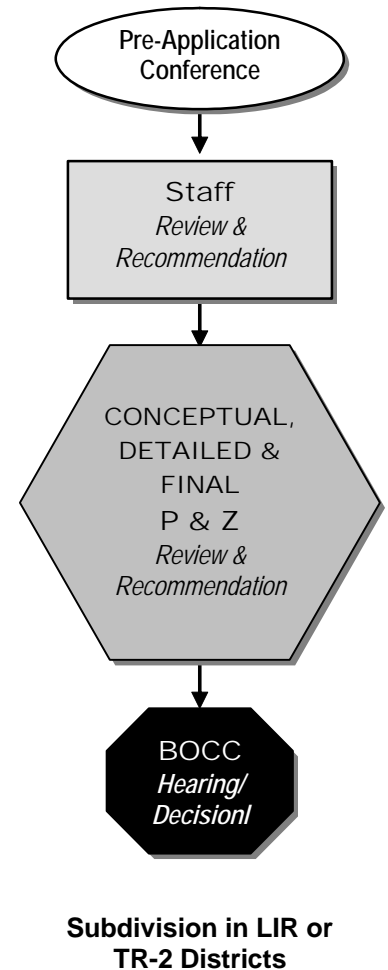 Pre-Application
Conference
Staff
Review &
Recommendation
CONCEPTUAL,
DETAILED &
FINAL
P & Z
Review &
Recommendation
BOCC
Hearing/
Decisionl
Subdivision in LIR or
TR-2 Districts